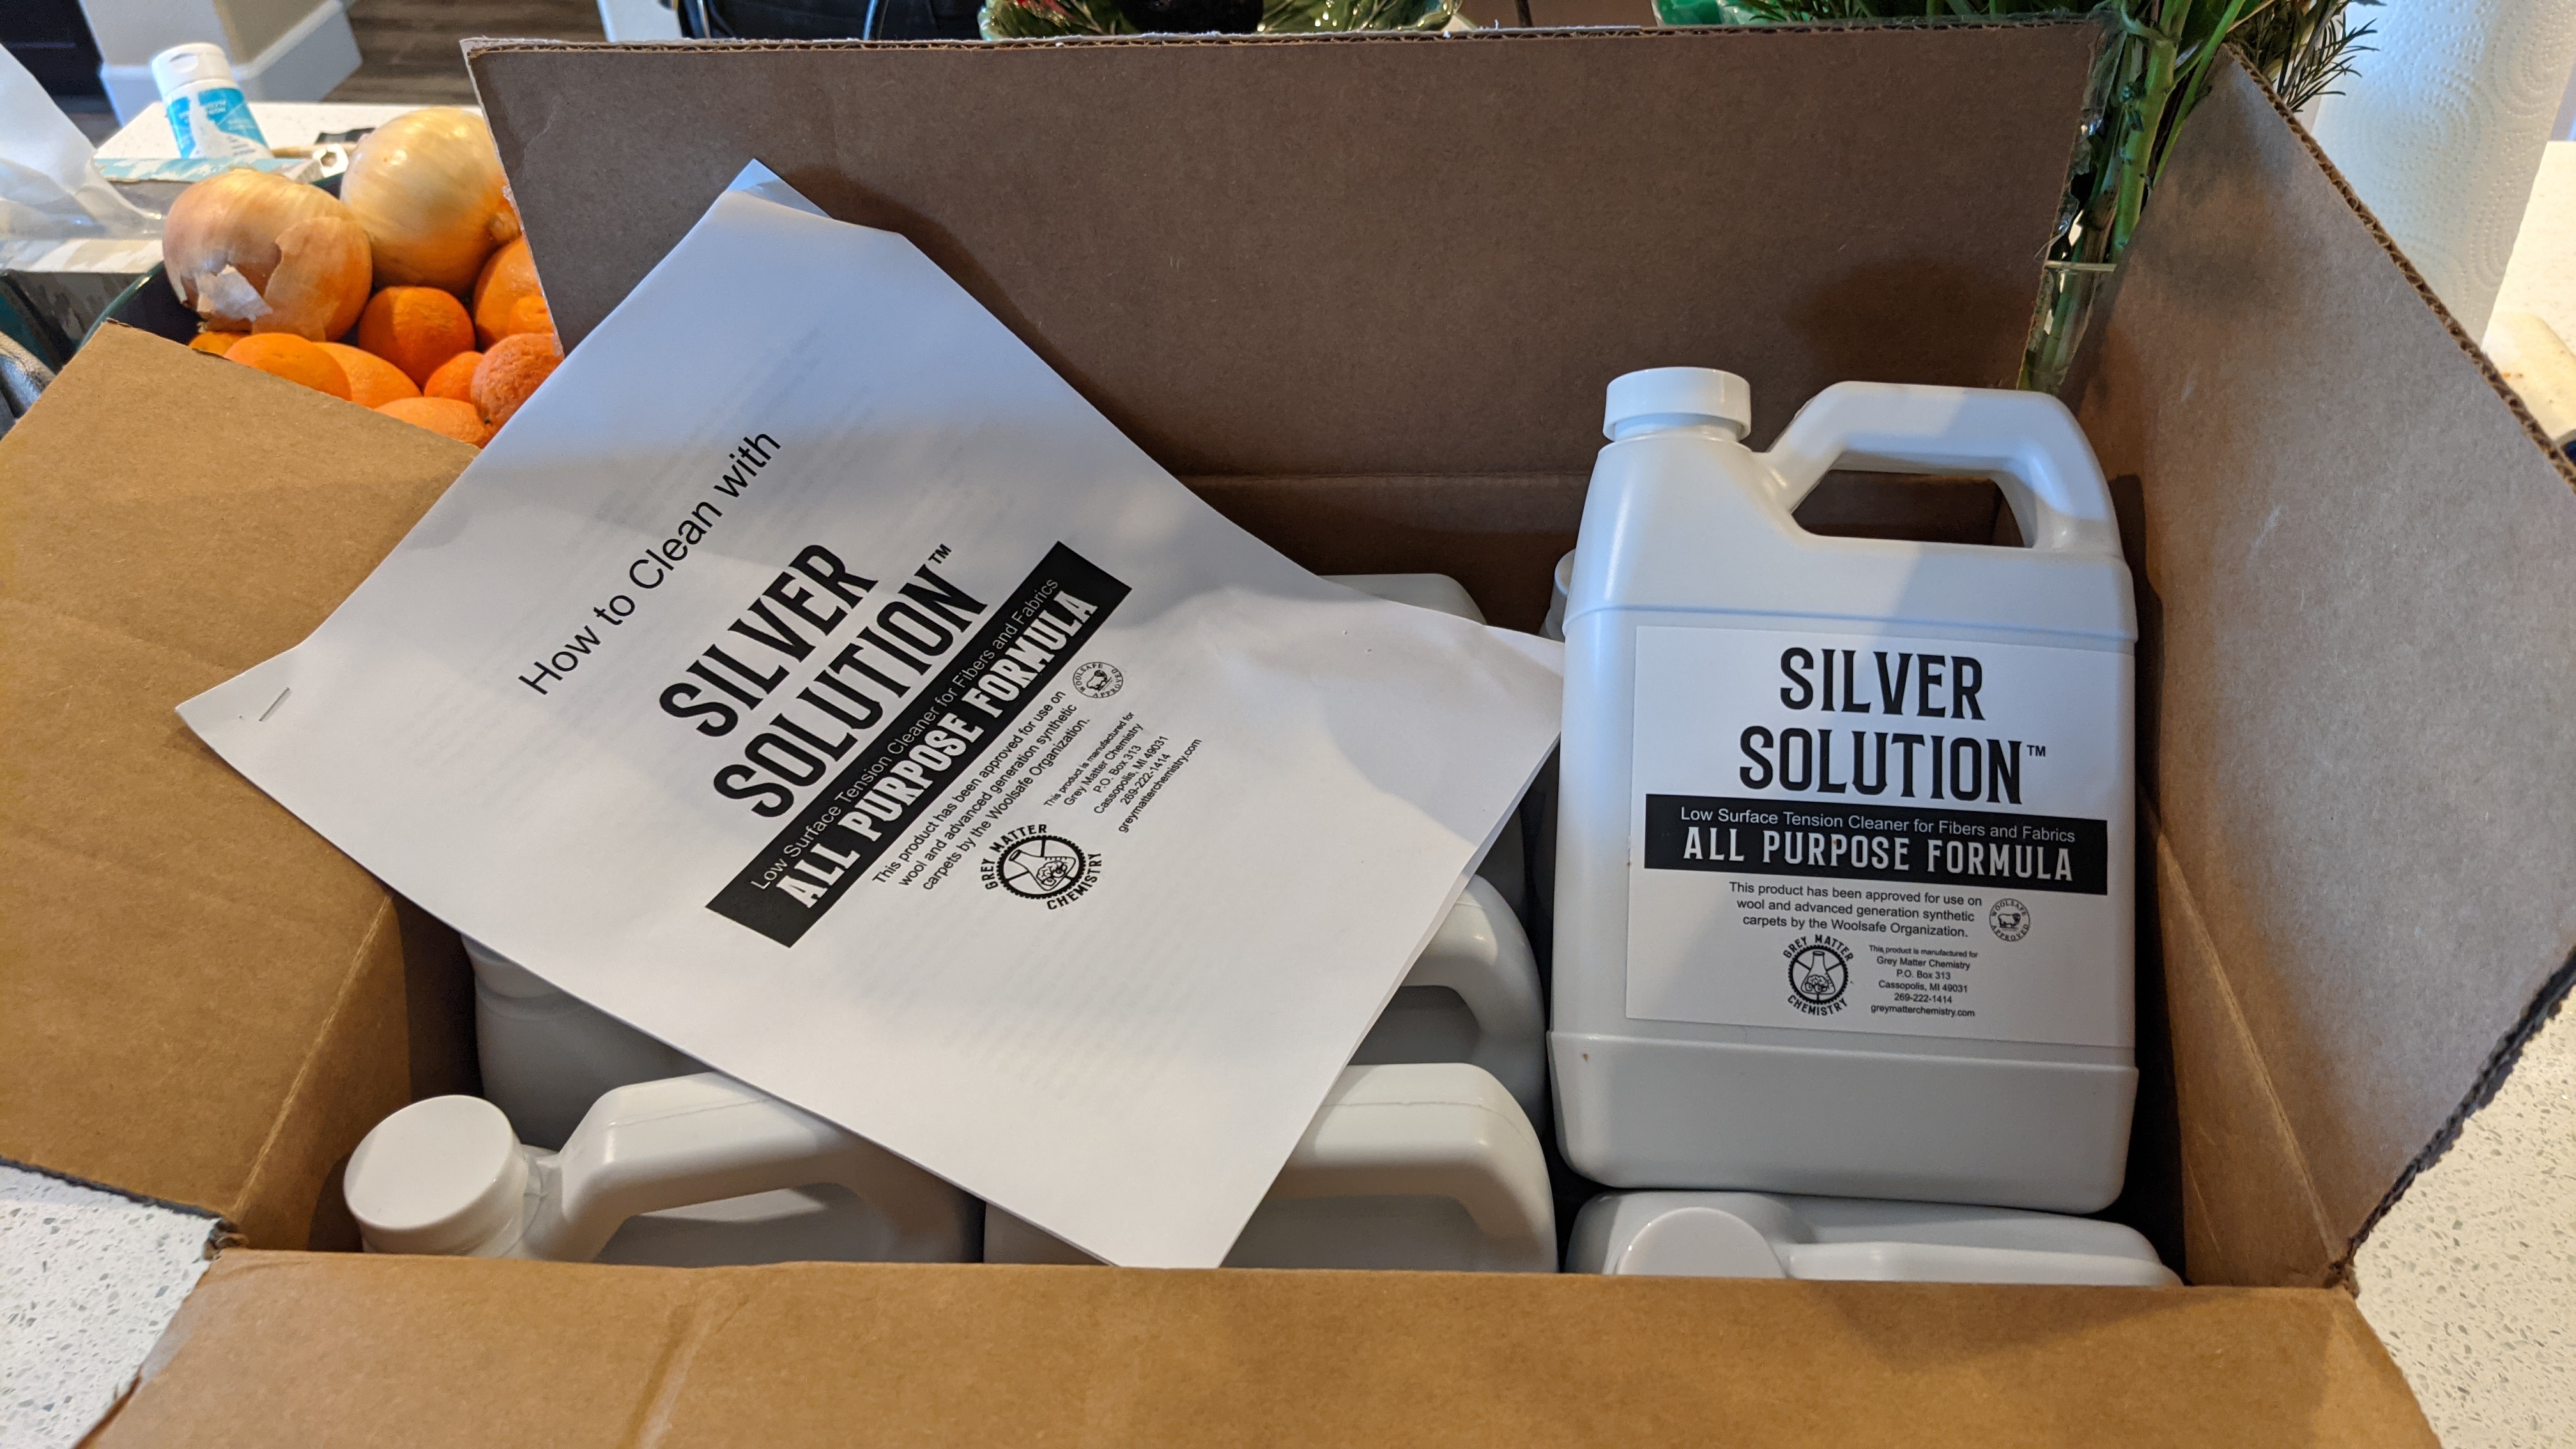 How to Clean with
SILVER
SOLUTION™
Low Surface Tension Cleaner for Fibers and Fabrics
ALL PURPOSE FORMULA
This product has been approved for use on
wool and advanced generation synthetic
carpets by the Woolsafe Organization.
WOOLSAFE
APPROVED
GREY MATTER
CHEMISTRY
This product is manufactured for
Grey Matter Chemistry
P.O. Box 313
Cassopolis, MI 49031
269-222-1414
greymatterchemistry.com
SILVER
SOLUTION™
Low Surface Tension Cleaner for Fibers and Fabrics
ALL PURPOSE FORMULA
This product has been approved for use on
wool and advanced generation synthetic
carpets by the Woolsafe Organization.
WOOLSAFE
APPROVED
GREY MATTER
CHEMISTRY
This product is manufactured for
Grey Matter Chemistry
P.O. Box 313
Cassopolis, MI 49031
269-222-1414
greymatterchemistry.com